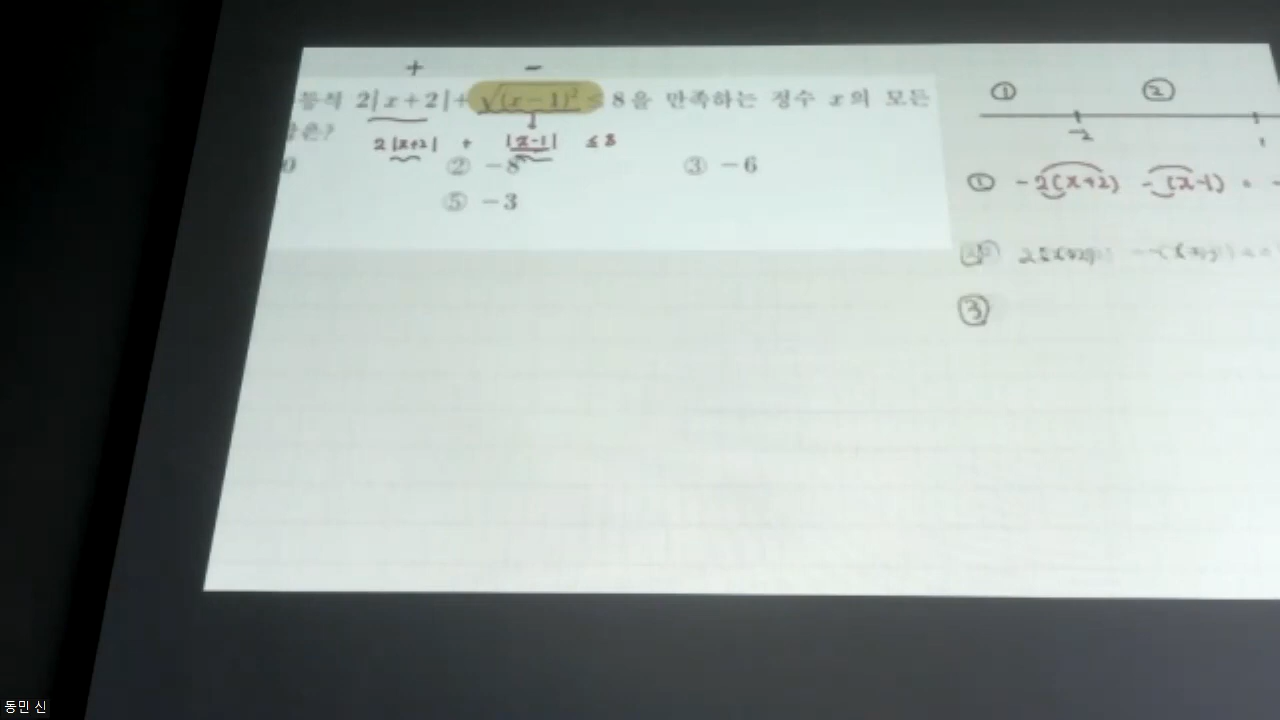 + −
등식 2|x+2|+√(x−1)² ≤ 8을 만족하는 정수 x의 모든
은?
2|x+2| + |x-1| ≤ 8
0 ② −8 ③ −6
⑤ −3
① ②
-2 1
① -2(x+2) -(x-1)
③
동민 신